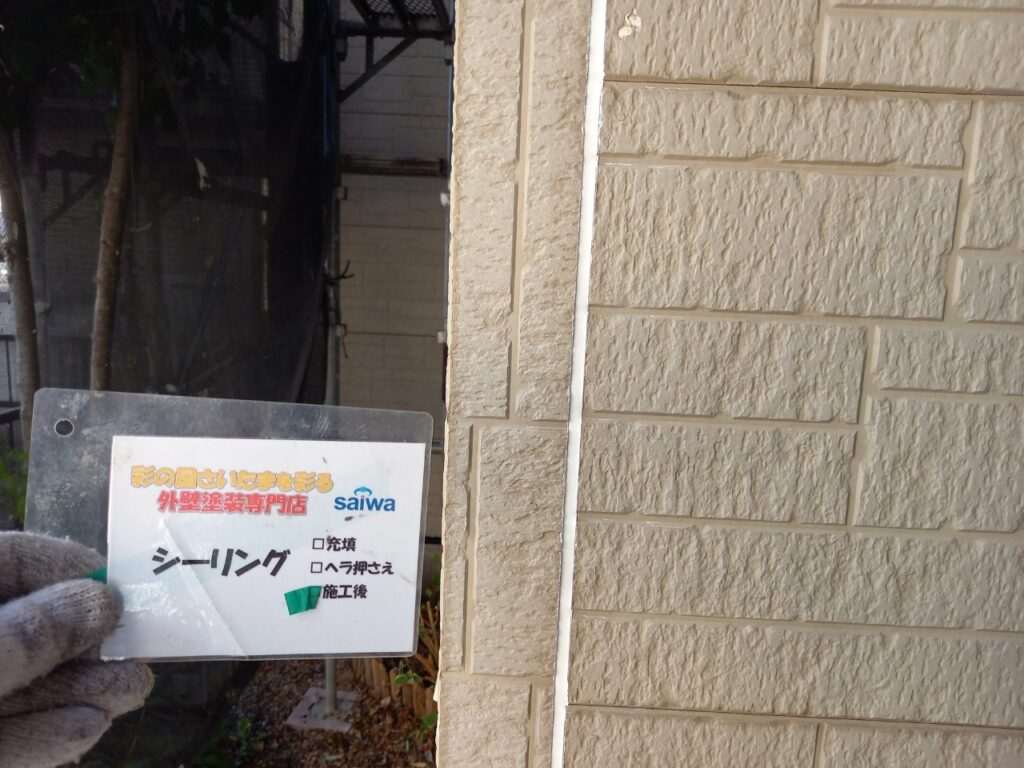 彩の国さいたまを彩る
外壁塗装専門店
saiwa
シーリング
□充填
□ヘラ押さえ
□施工後